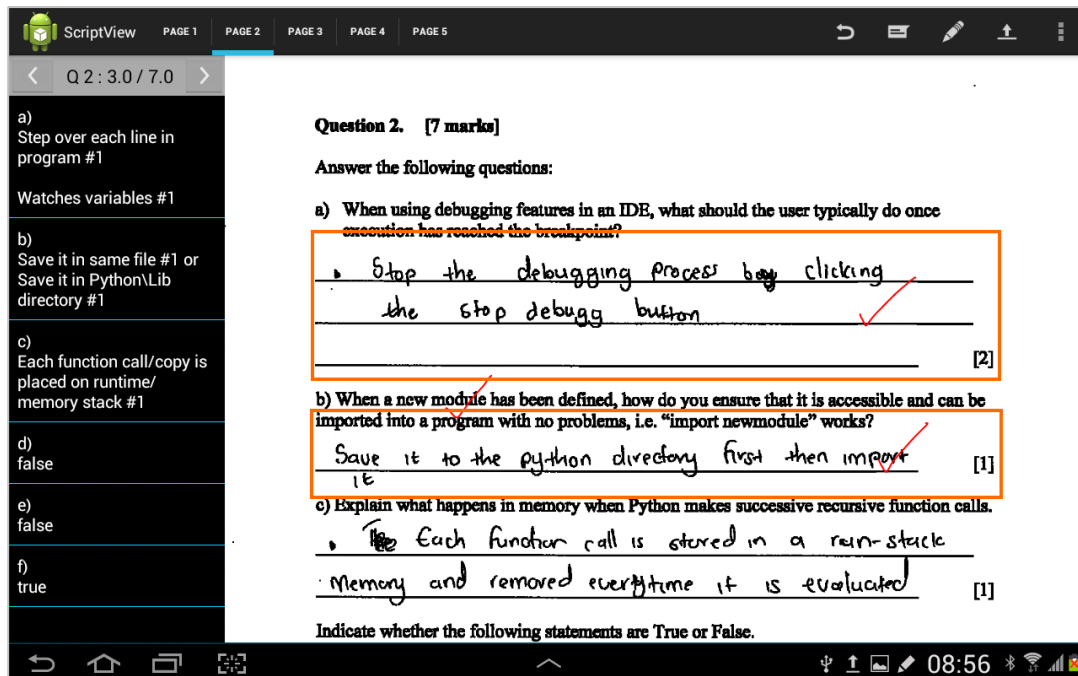 ScriptView PAGE 1 PAGE 2 PAGE 3 PAGE 4 PAGE 5
Q 2 : 3.0 / 7.0
a)
Step over each line in
program #1
Watches variables #1
b)
Save it in same file #1 or
Save it in Python\Lib
directory #1
c)
Each function call/copy is
placed on runtime/
memory stack #1
d)
false
e)
false
f)
true
Question 2. [7 marks]
Answer the following questions:
a) When using debugging features in an IDE, what should the user typically do once
execution has reached the breakpoint?
Stop the debugging process by clicking
the stop debugg button
[2]
b) When a new module has been defined, how do you ensure that it is accessible and can be
imported into a program with no problems, i.e. “import newmodule” works?
Save it to the python directory first then import
it
[1]
c) Explain what happens in memory when Python makes successive recursive function calls.
Each function call is stored in a run-stack
Memory and removed everytime it is evaluated
[1]
Indicate whether the following statements are True or False.
08:56